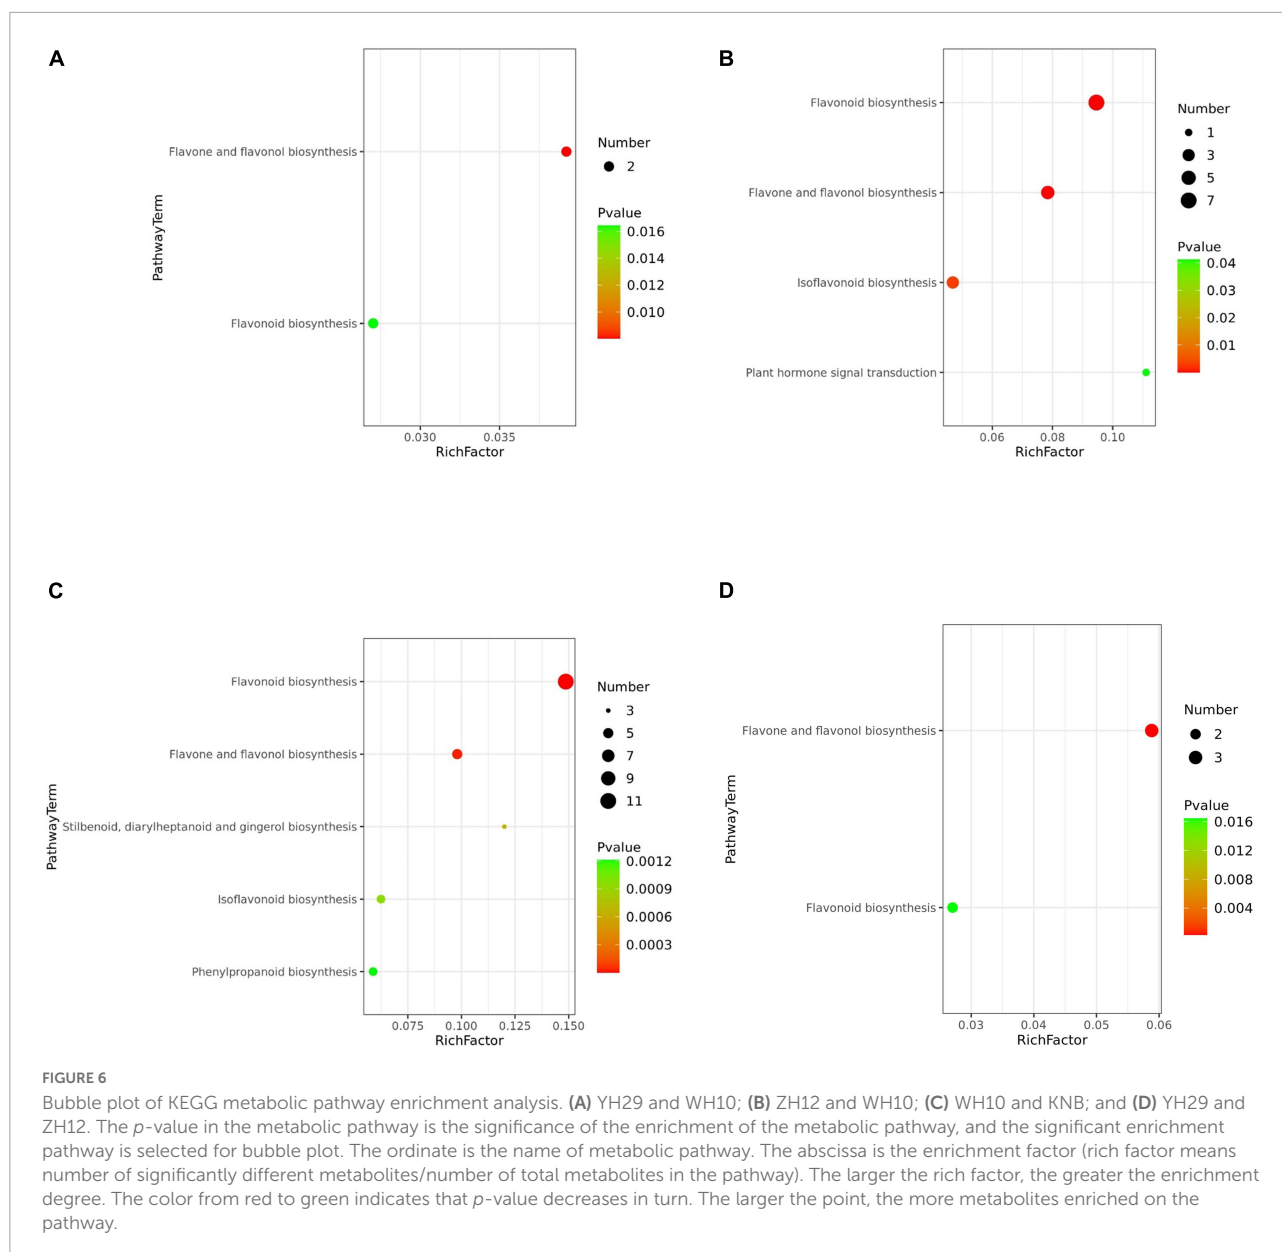 A
Flavone and flavonol biosynthesis
Flavonoid biosynthesis
PathwayTerm
0.030 0.035
RichFactor
Number
2
Pvalue
0.016
0.014
0.012
0.010
B
Flavonoid biosynthesis
Flavone and flavonol biosynthesis
Isoflavonoid biosynthesis
Plant hormone signal transduction
0.06 0.08 0.10
RichFactor
Number
1
3
5
7
Pvalue
0.04
0.03
0.02
0.01
C
Flavonoid biosynthesis
Flavone and flavonol biosynthesis
Stilbenoid, diarylheptanoid and gingerol biosynthesis
Isoflavonoid biosynthesis
Phenylpropanoid biosynthesis
PathwayTerm
0.075 0.100 0.125 0.150
RichFactor
Number
3
5
7
9
11
Pvalue
0.0012
0.0009
0.0006
0.0003
D
Flavone and flavonol biosynthesis
Flavonoid biosynthesis
PathwayTerm
0.03 0.04 0.05 0.06
RichFactor
Number
2
3
Pvalue
0.016
0.012
0.008
0.004
FIGURE 6
Bubble plot of KEGG metabolic pathway enrichment analysis. (A) YH29 and WH10; (B) ZH12 and WH10; (C) WH10 and KNB; and (D) YH29 and
ZH12. The p-value in the metabolic pathway is the significance of the enrichment of the metabolic pathway, and the significant enrichment
pathway is selected for bubble plot. The ordinate is the name of metabolic pathway. The abscissa is the enrichment factor (rich factor means
number of significantly different metabolites/number of total metabolites in the pathway). The larger the rich factor, the greater the enrichment
degree. The color from red to green indicates that p-value decreases in turn. The larger the point, the more metabolites enriched on the
pathway.